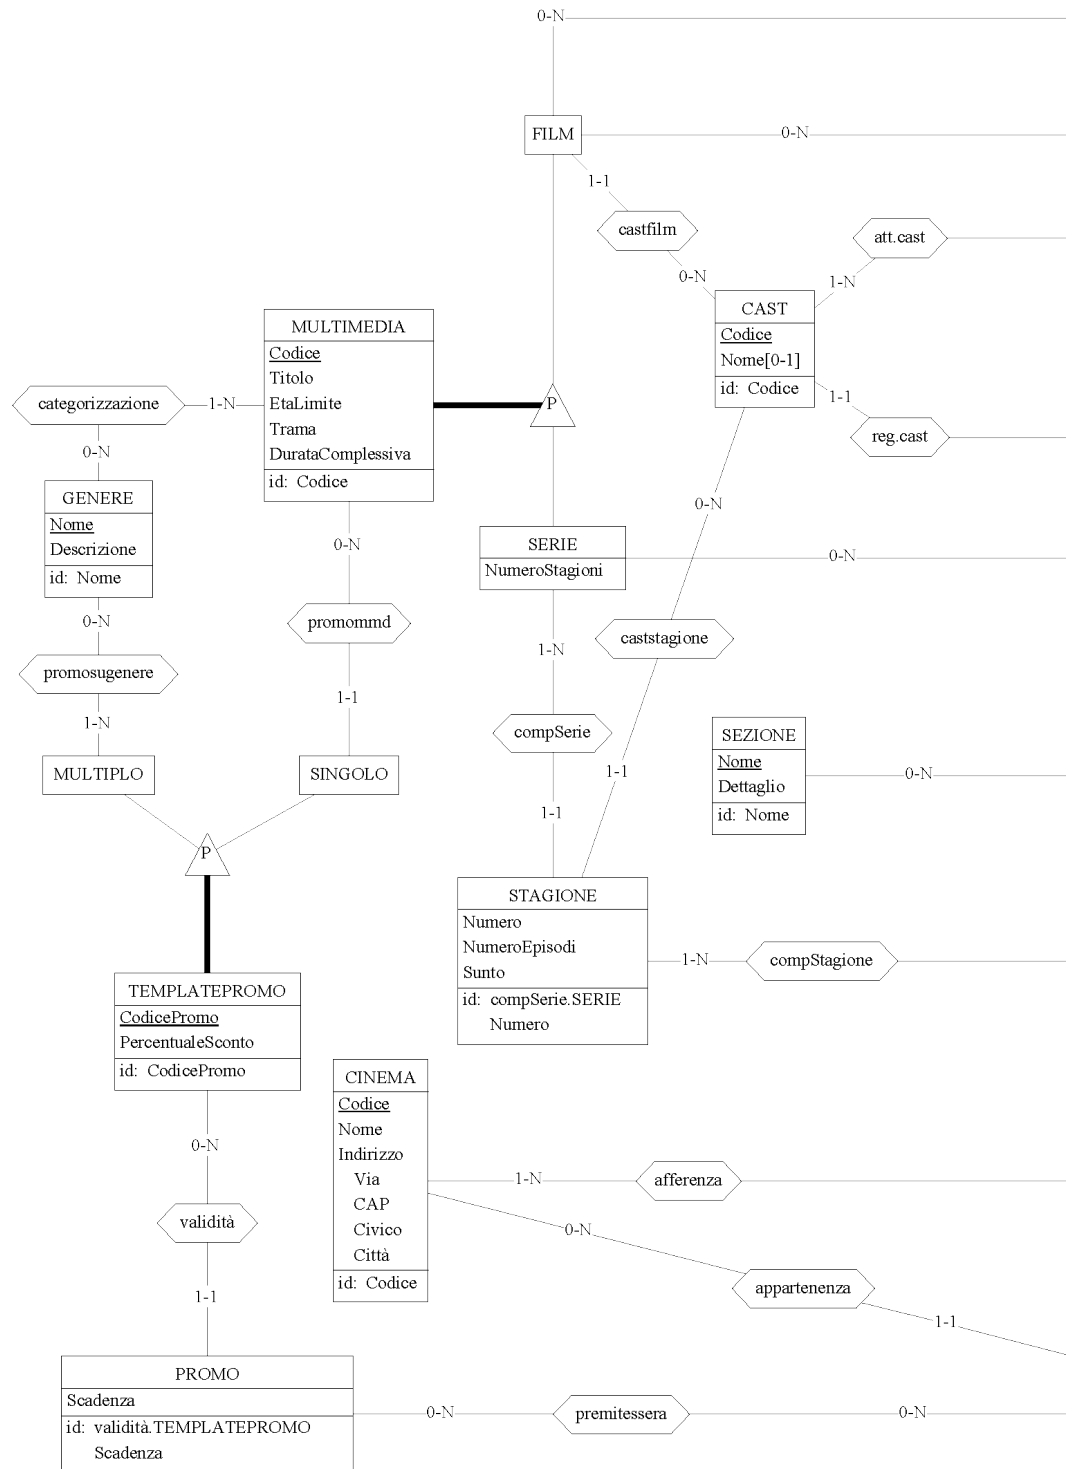 0-N
FILM
0-N
1-1
castfilm
att.cast
0-N
1-N
CAST
Codice
Nome[0-1]
id: Codice
1-1
reg.cast
MULTIMEDIA
Codice
Titolo
EtaLimite
Trama
DurataComplessiva
id: Codice
categorizzazione
1-N
P
0-N
GENERE
Nome
Descrizione
id: Nome
0-N
0-N
SERIE
NumeroStagioni
0-N
0-N
promosugenere
promommd
1-N
caststagione
1-N
1-1
compSerie
MULTIPLO
SINGOLO
1-1
1-1
SEZIONE
Nome
Dettaglio
id: Nome
0-N
P
STAGIONE
Numero
NumeroEpisodi
Sunto
id: compSerie.SERIE
Numero
1-N
compStagione
TEMPLATEPROMO
CodicePromo
PercentualeSconto
id: CodicePromo
CINEMA
Codice
Nome
Indirizzo
Via
CAP
Civico
Città
id: Codice
0-N
1-N
afferenza
validità
0-N
appartenenza
1-1
1-1
PROMO
Scadenza
id: validità.TEMPLATEPROMO
Scadenza
0-N
premitessera
0-N